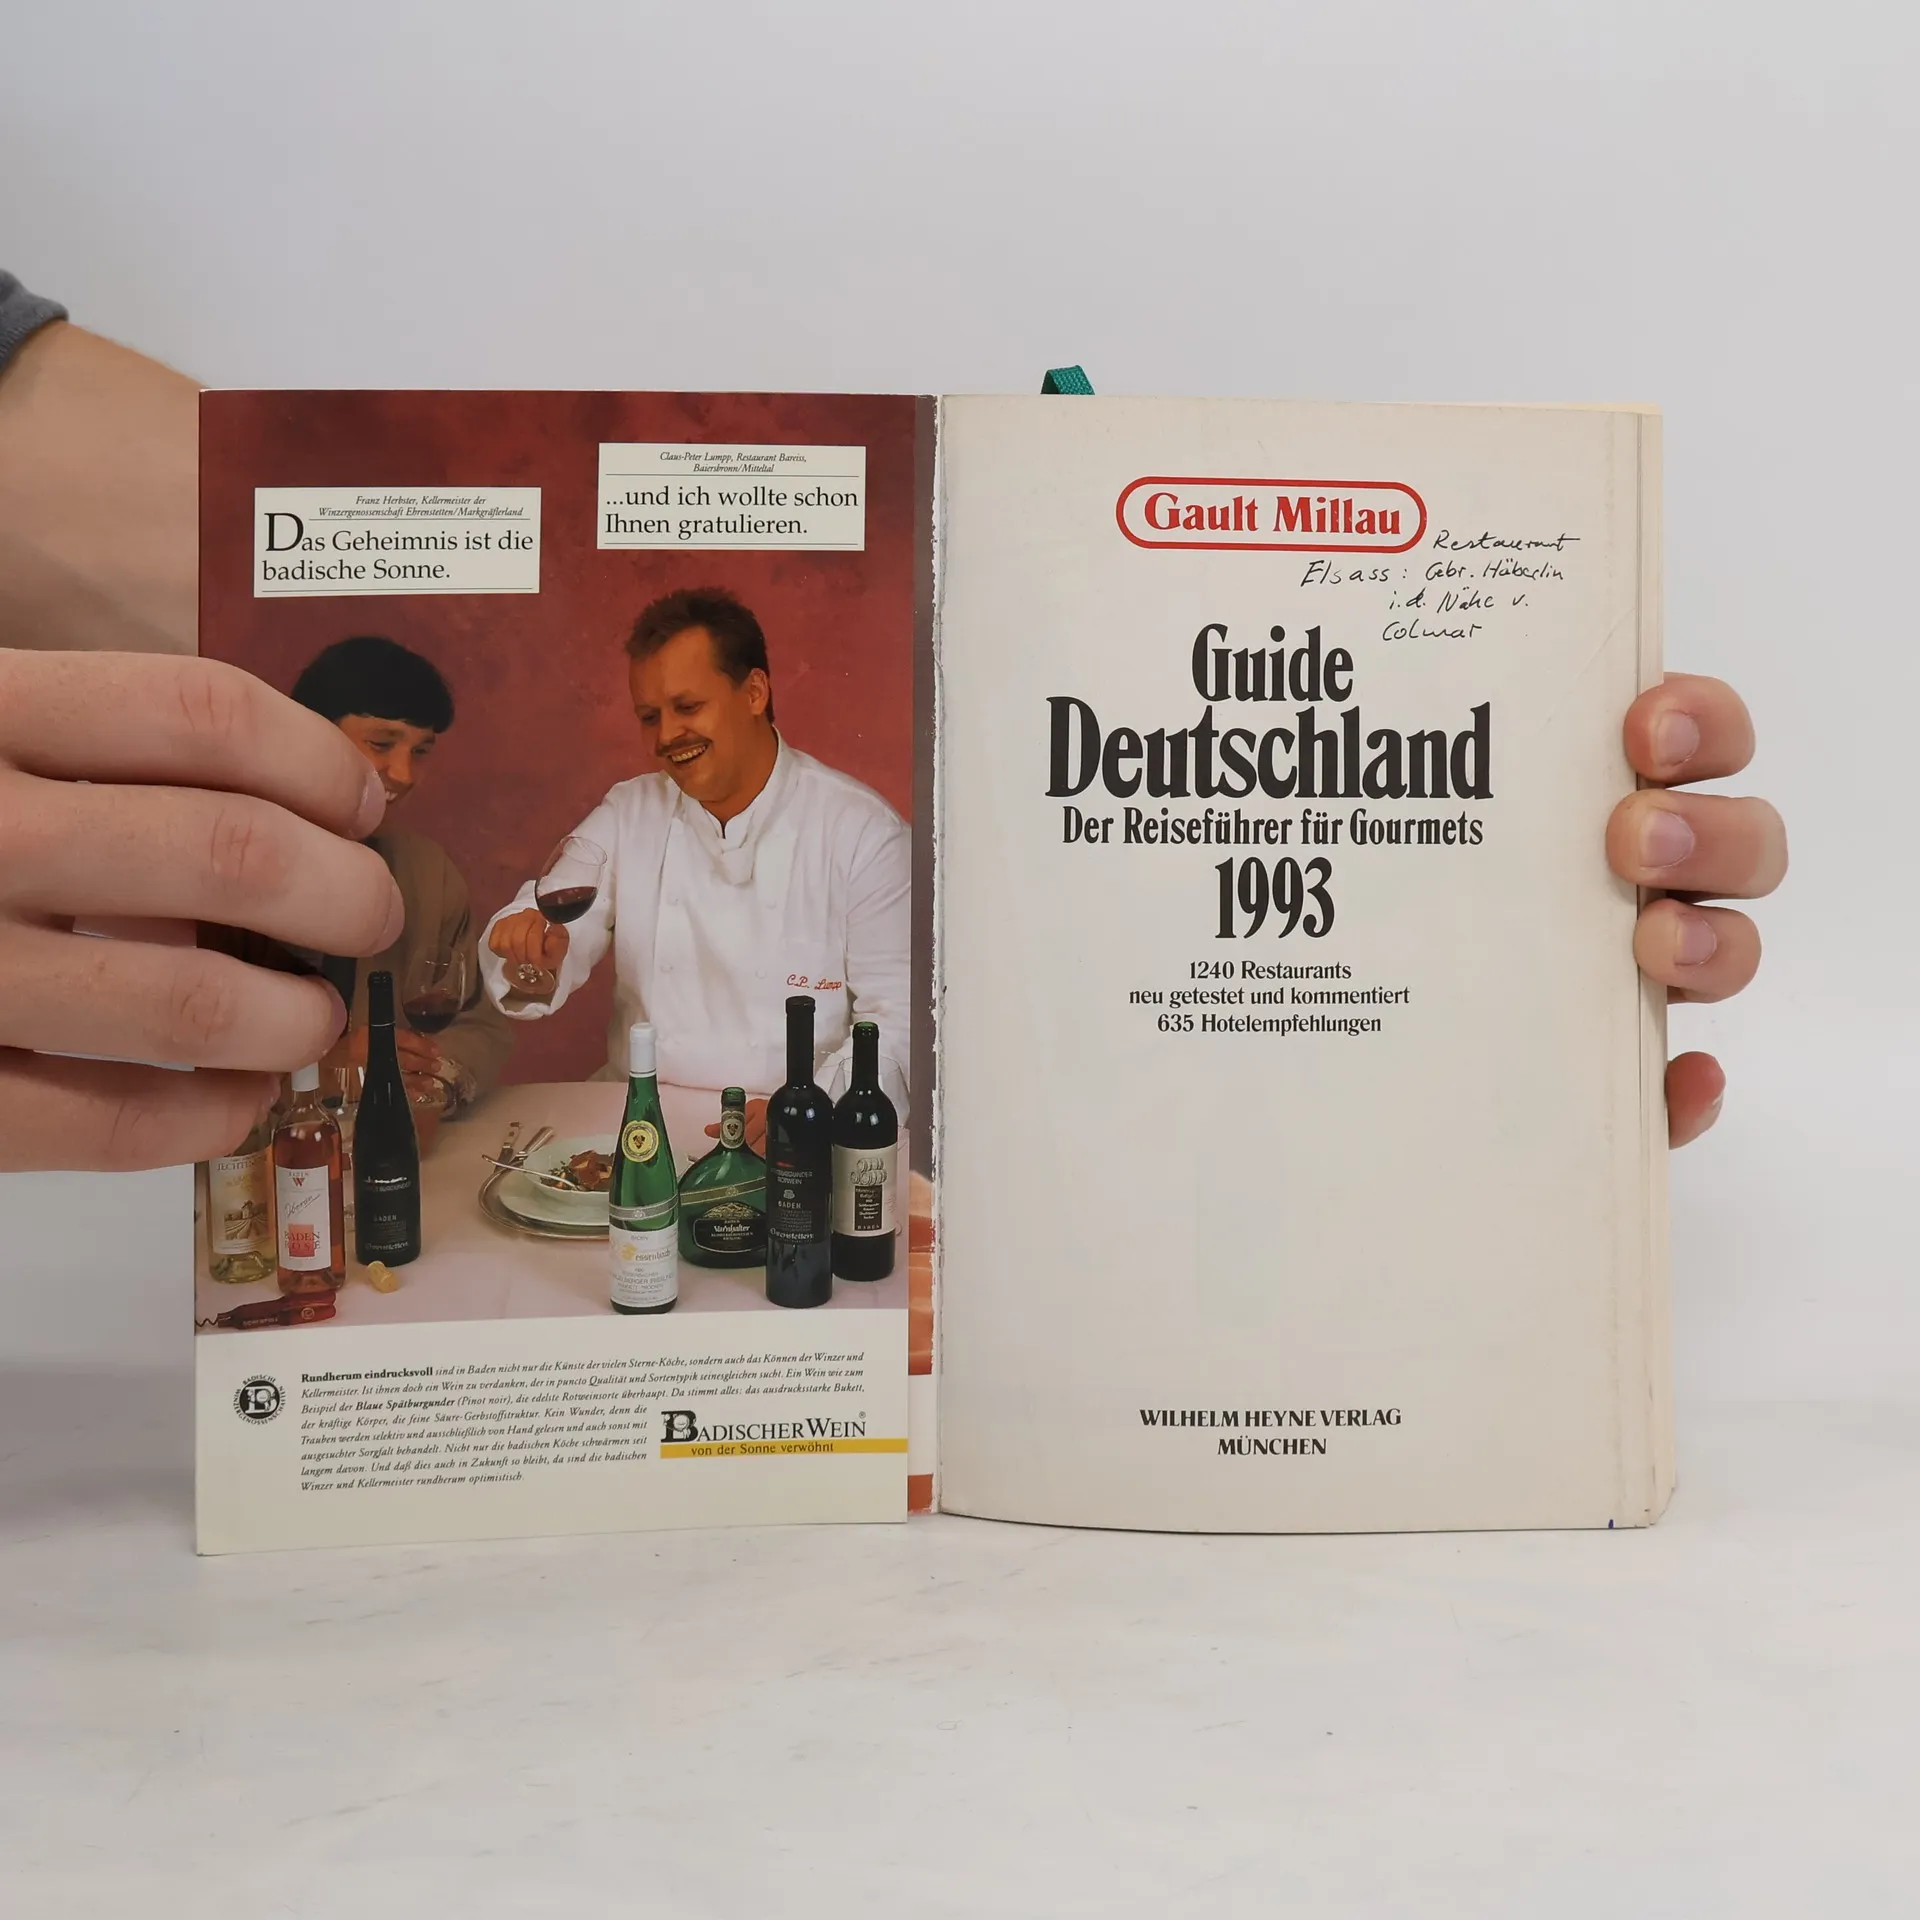 Franz Herbster, Kellermeister der
Winzergenossenschaft Ehrenstetten/Markgräflerland
Das Geheimnis ist die
badische Sonne.
Claus-Peter Lumpp, Restaurant Bareiss,
Baiersbronn/Mitteltal
...und ich wollte schon
Ihnen gratulieren.
C.P. Lumpp
BADEN
ROSÉ
BADEN
BADEN
Varnhalter
BADEN
Ehrenstetten
BADEN
Rundherum eindrucksvoll sind in Baden nicht nur die Künste der vielen Sterne-Köche, sondern auch das Können der Winzer und
Kellermeister. Ist ihnen doch ein Wein zu verdanken, der in puncto Qualität und Sortentypik seinesgleichen sucht. Ein Wein wie zum
Beispiel der Blaue Spätburgunder (Pinot noir), die edelste Rotweinsorte überhaupt. Da stimmt alles: das ausdrucksstarke Bukett,
der kräftige Körper, die feine Säure-Gerbstoffstruktur. Kein Wunder, denn die
Trauben werden selektiv und ausschließlich von Hand gelesen und auch sonst mit
ausgesuchter Sorgfalt behandelt. Nicht nur die badischen Köche schwärmen seit
langem davon. Und daß dies auch in Zukunft so bleibt, da sind die badischen
Winzer und Kellermeister rundherum optimistisch.
BADISCHER WEIN®
von der Sonne verwöhnt
Gault Millau
Restaurant
Elsass: Gebr. Häberlin
i.d. Nähe v.
Colmar
Guide
Deutschland
Der Reiseführer für Gourmets
1993
1240 Restaurants
neu getestet und kommentiert
635 Hotelempfehlungen
WILHELM HEYNE VERLAG
MÜNCHEN